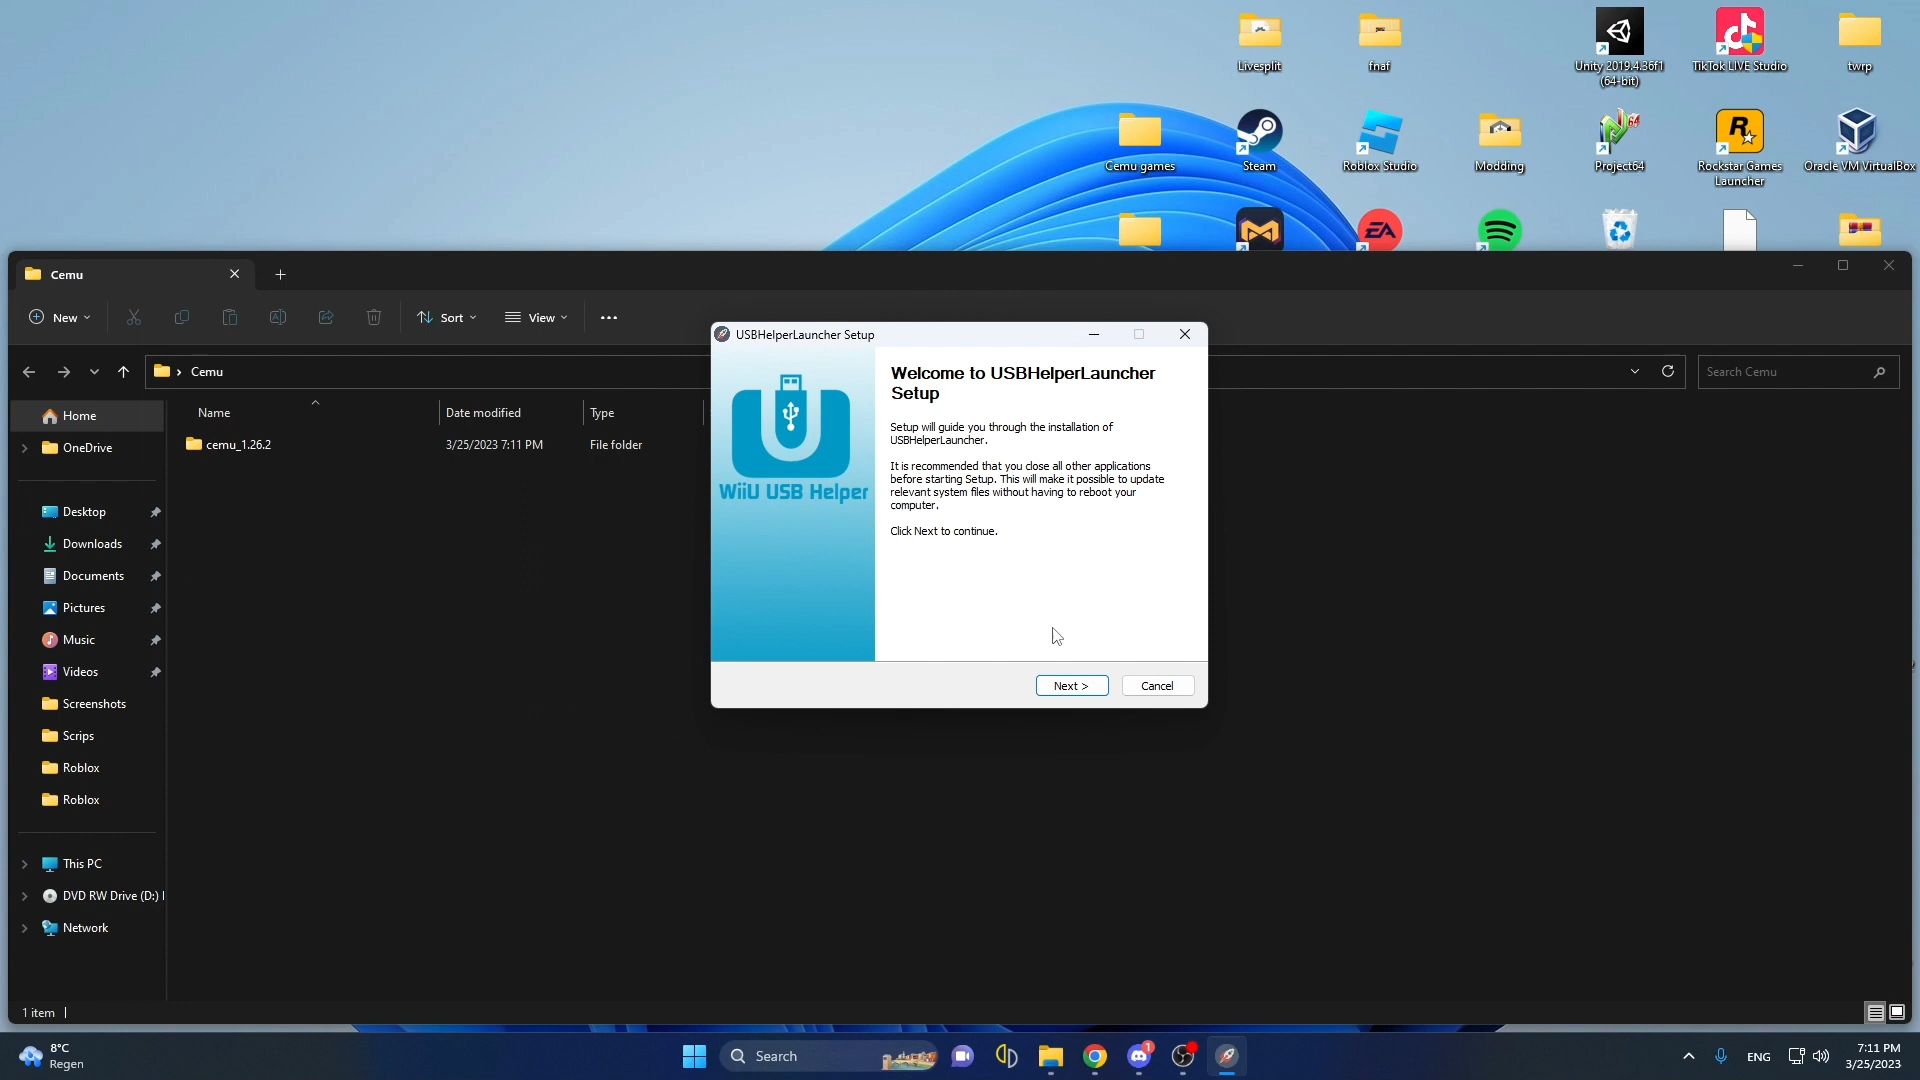 Livesplit
fnaf
Unity 2019.4.36f1
(64-bit)
TikTok LIVE Studio
twrp
Cemu games
Steam
Roblox Studio
Modding
Project64
Rockstar Games
Launcher
Oracle VM VirtualBox
Cemu
New
Sort
View
Cemu
Search Cemu
Home
OneDrive
Desktop
Downloads
Documents
Pictures
Music
Videos
Screenshots
Scrips
Roblox
Roblox
This PC
DVD RW Drive (D:)
Network
Name
Date modified
Type
cemu_1.26.2
3/25/2023 7:11 PM
File folder
USBHelperLauncher Setup
WiiU USB Helper
Welcome to USBHelperLauncher
Setup
Setup will guide you through the installation of
USBHelperLauncher.
It is recommended that you close all other applications
before starting Setup. This will make it possible to update
relevant system files without having to reboot your
computer.
Click Next to continue.
Next >
Cancel
1 item
8°C
Regen
Search
1
ENG
7:11 PM
3/25/2023